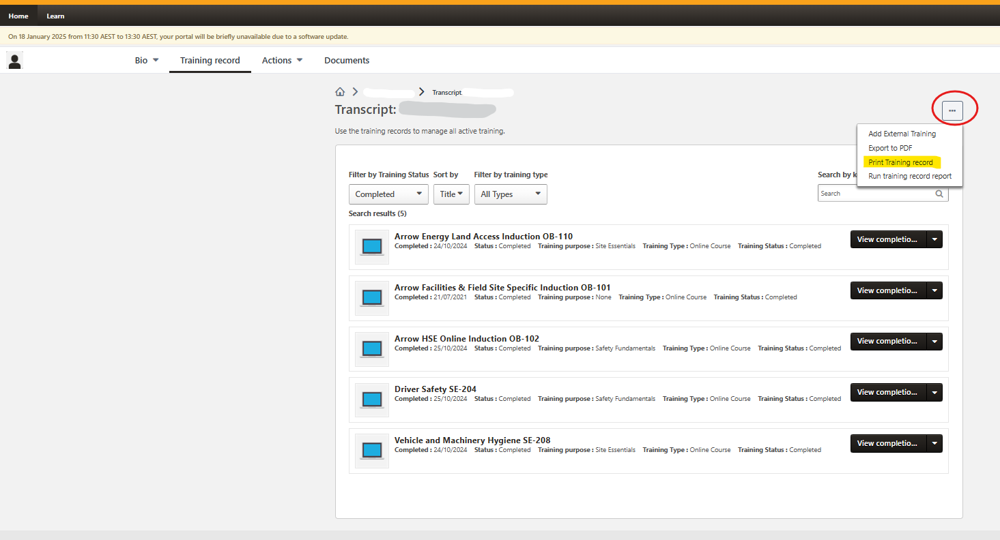 Home Learn
On 18 January 2025 from 11:30 AEST to 13:30 AEST, your portal will be briefly unavailable due to a software update.
Bio Training record Actions Documents
Transcript
Transcript:
Use the training records to manage all active training.
...
Add External Training
Export to PDF
Print Training record
Run training record report
Filter by Training Status Sort by Filter by training type Search by k
Completed Title All Types Search
Search results (5)
Arrow Energy Land Access Induction OB-110
Completed : 24/10/2024 Status : Completed Training purpose : Site Essentials Training Type : Online Course Training Status : Completed
View completio...
Arrow Facilities & Field Site Specific Induction OB-101
Completed : 21/07/2021 Status : Completed Training purpose : None Training Type : Online Course Training Status : Completed
View completio...
Arrow HSE Online Induction OB-102
Completed : 25/10/2024 Status : Completed Training purpose : Safety Fundamentals Training Type : Online Course Training Status : Completed
View completio...
Driver Safety SE-204
Completed : 25/10/2024 Status : Completed Training purpose : Safety Fundamentals Training Type : Online Course Training Status : Completed
View completio...
Vehicle and Machinery Hygiene SE-208
Completed : 24/10/2024 Status : Completed Training purpose : Site Essentials Training Type : Online Course Training Status : Completed
View completio...